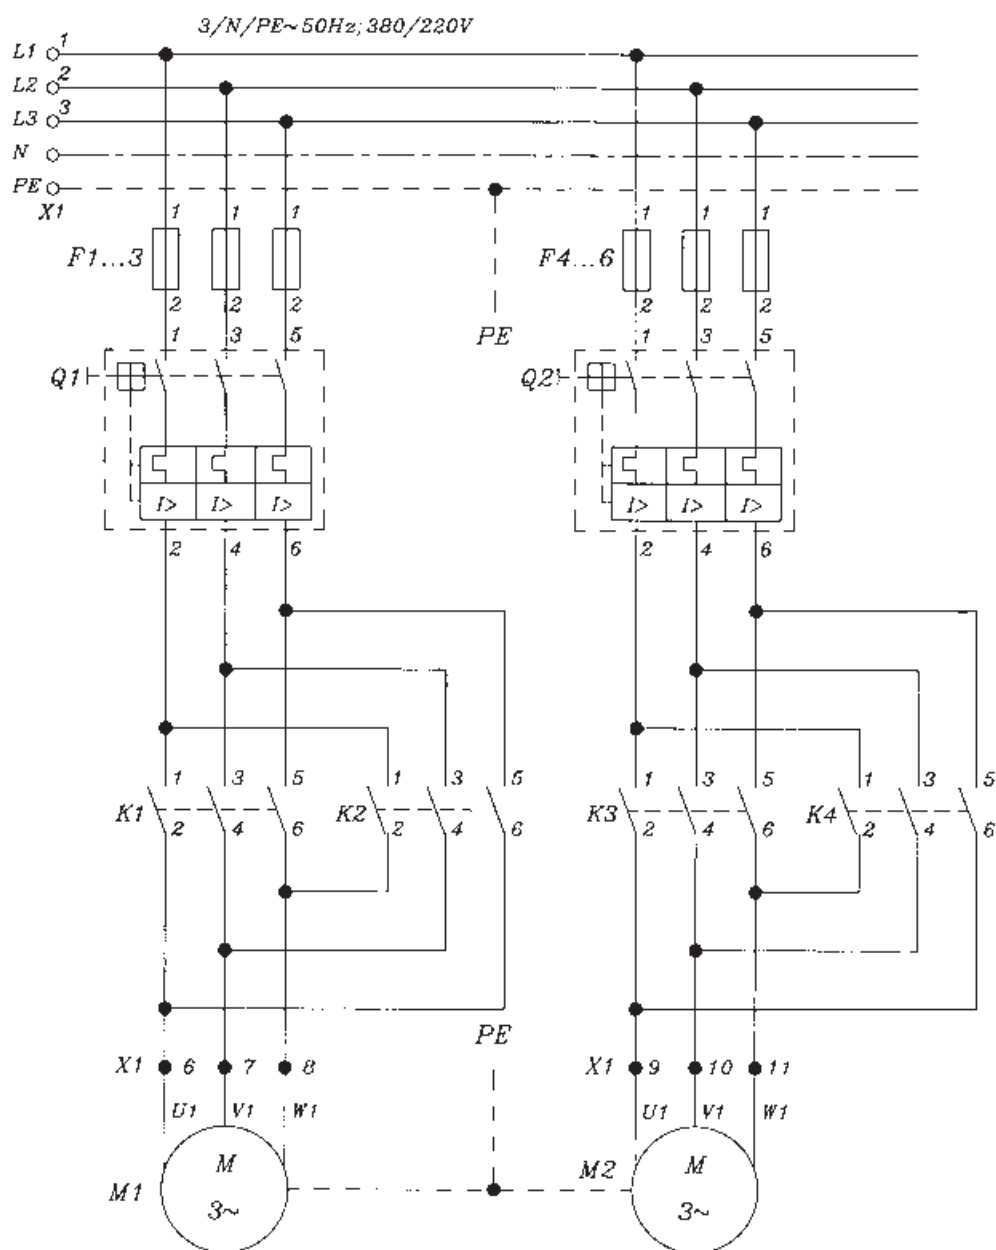 3/N/PE~50Hz; 380/220V
L1 1
L2 2
L3 3
N
PE
X1
1 1 1 1 1 1
F1...3 F4...6
2 2 2 2 2 2
PE
1 3 5 1 3 5
Q1 Q2
I> I> I> I> I> I>
2 4 6 2 4 6
1 3 5 1 3 5 1 3 5 1 3 5
K1 K2 K3 K4
2 4 6 2 4 6 2 4 6 2 4 6
PE
X1 6 7 8 X1 9 10 11
U1 V1 W1 U1 V1 W1
M M
M1 M2
3~ 3~